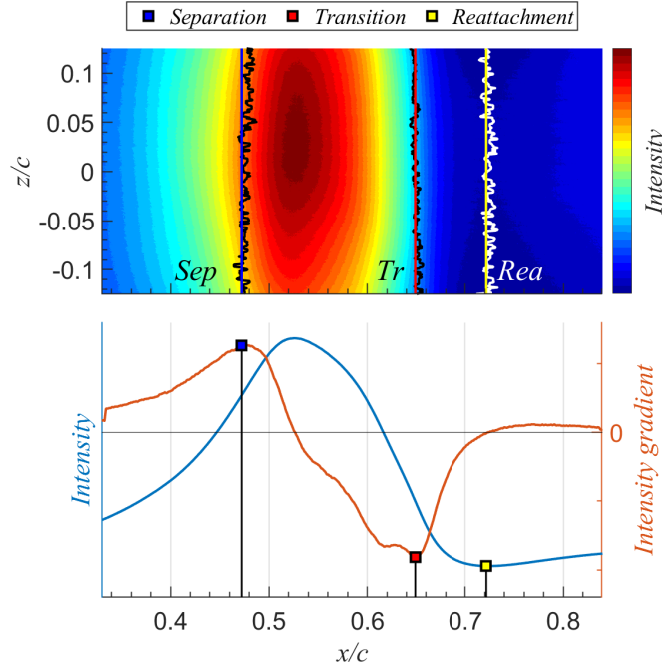 Separation Transition Reattachment
0.1
0.05
0
-0.05
-0.1
z/c
Sep Tr Rea
Intensity
Intensity
0
Intensity gradient
0.4 0.5 0.6 0.7 0.8
x/c